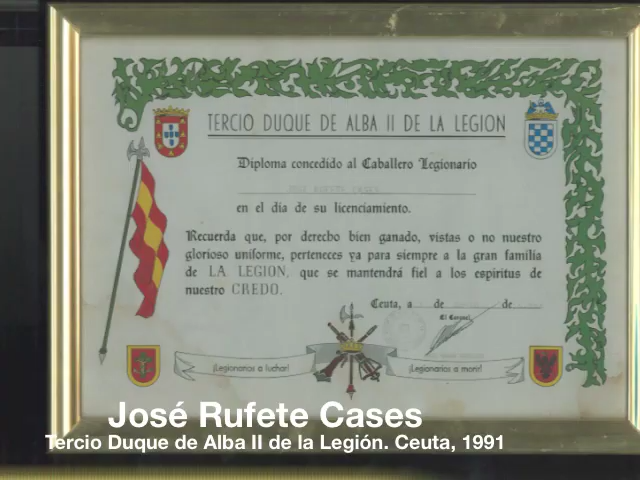 TERCIO DUQUE DE ALBA II DE LA LEGION
Diploma concedido al Caballero Legionario
JOSE RUFETE CASES
en el día de su licenciamiento.
Recuerda que, por derecho bien ganado, vistas o no nuestro
glorioso uniforme, perteneces ya para siempre a la gran familia
de LA LEGION, que se mantendrá fiel a los espíritus de
nuestro CREDO.
Ceuta, a de de
El Coronel,
¡Legionarios a luchar!
¡Legionarios a morir!
José Rufete Cases
Tercio Duque de Alba II de la Legión. Ceuta, 1991